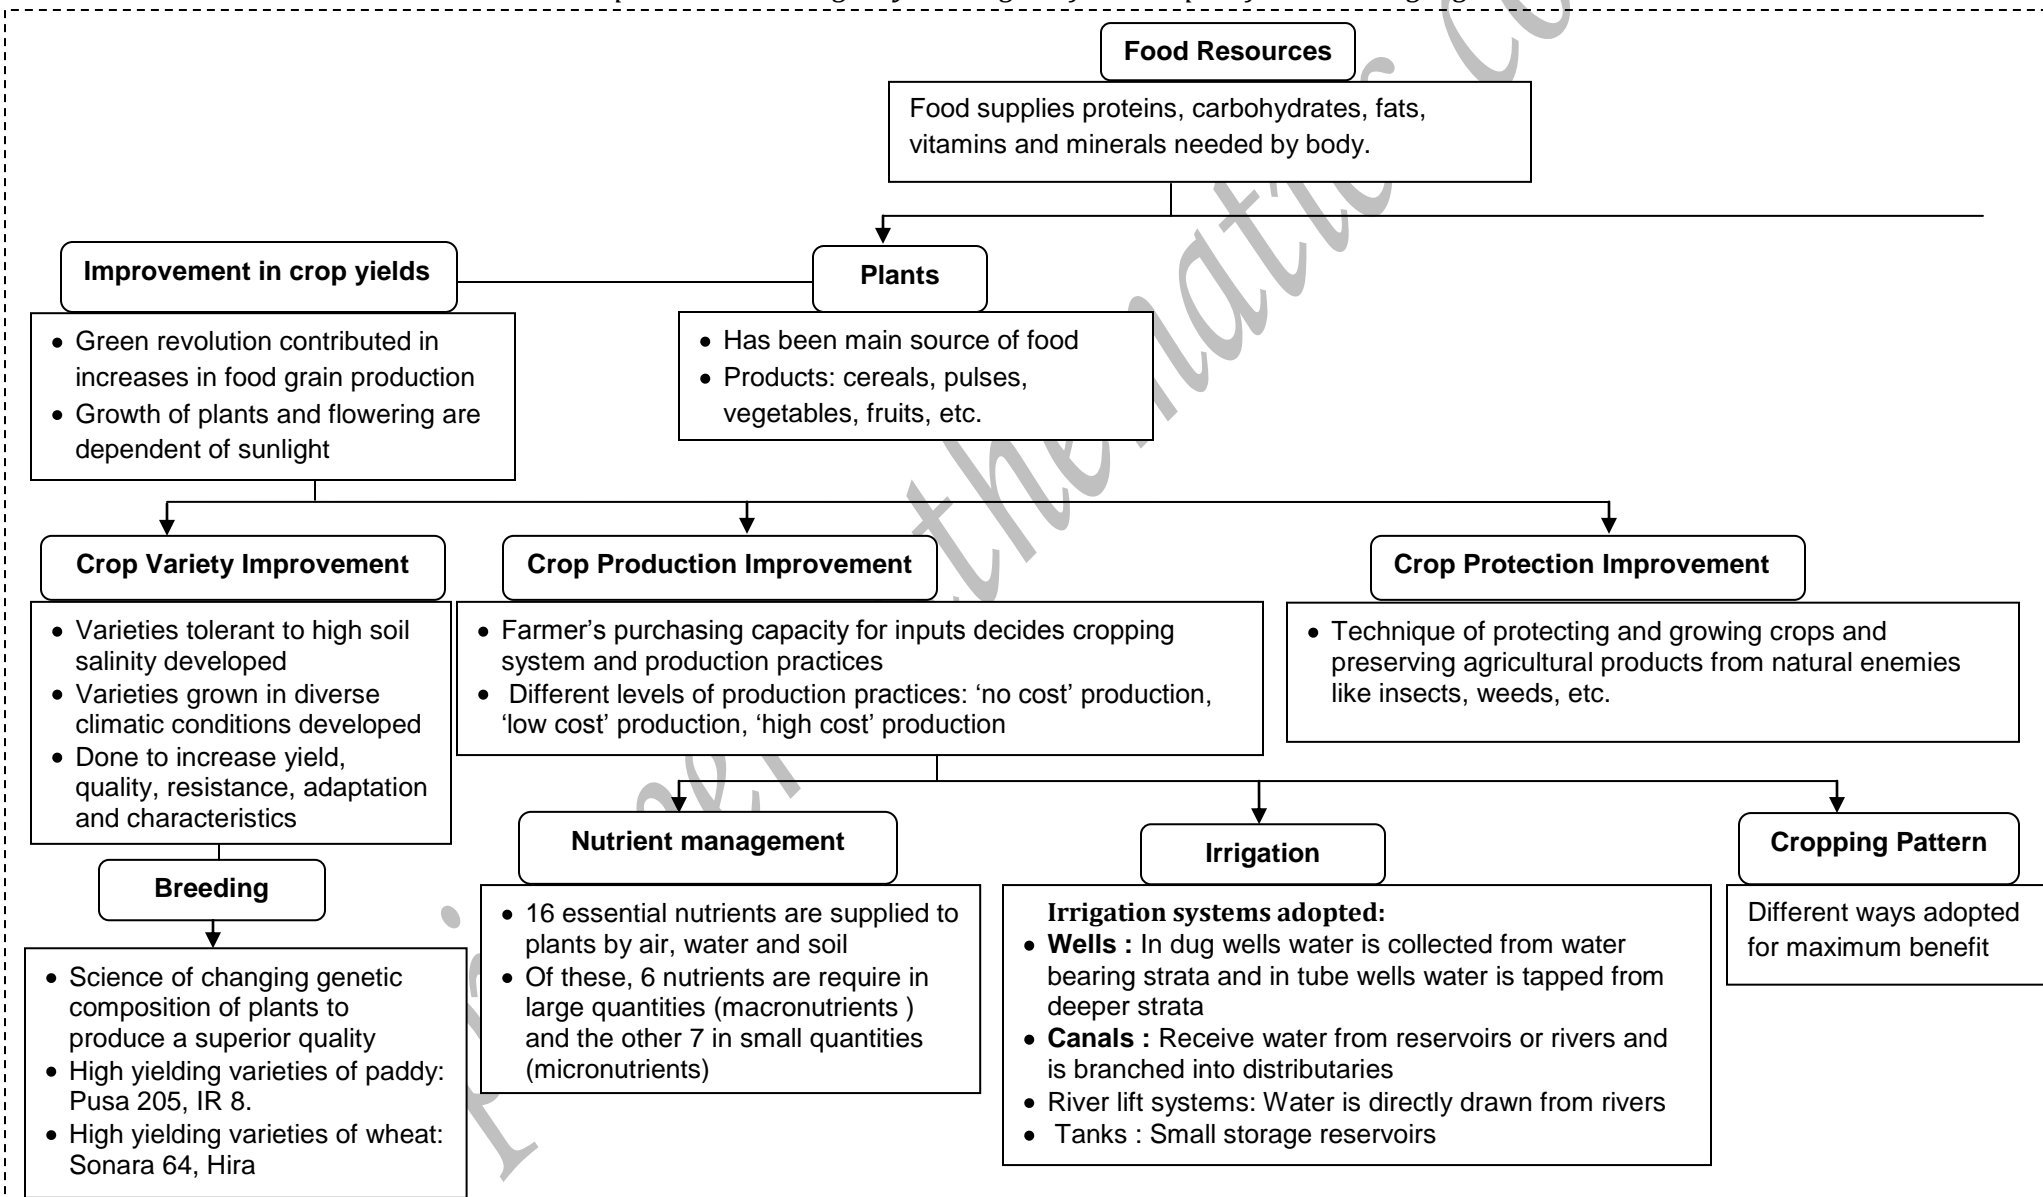 Food Resources
Food supplies proteins, carbohydrates, fats,
vitamins and minerals needed by body.
Improvement in crop yields
Plants
• Green revolution contributed in
increases in food grain production
• Growth of plants and flowering are
dependent of sunlight
• Has been main source of food
• Products: cereals, pulses,
vegetables, fruits, etc.
Crop Variety Improvement
Crop Production Improvement
Crop Protection Improvement
• Varieties tolerant to high soil
salinity developed
• Varieties grown in diverse
climatic conditions developed
• Done to increase yield,
quality, resistance, adaptation
and characteristics
• Farmer’s purchasing capacity for inputs decides cropping
system and production practices
• Different levels of production practices: ‘no cost’ production,
‘low cost’ production, ‘high cost’ production
• Technique of protecting and growing crops and
preserving agricultural products from natural enemies
like insects, weeds, etc.
Breeding
• Science of changing genetic
composition of plants to
produce a superior quality
• High yielding varieties of paddy:
Pusa 205, IR 8.
• High yielding varieties of wheat:
Sonara 64, Hira
Nutrient management
• 16 essential nutrients are supplied to
plants by air, water and soil
• Of these, 6 nutrients are require in
large quantities (macronutrients )
and the other 7 in small quantities
(micronutrients)
Irrigation
Irrigation systems adopted:
• Wells : In dug wells water is collected from water
bearing strata and in tube wells water is tapped from
deeper strata
• Canals : Receive water from reservoirs or rivers and
is branched into distributaries
• River lift systems: Water is directly drawn from rivers
• Tanks : Small storage reservoirs
Cropping Pattern
Different ways adopted
for maximum benefit